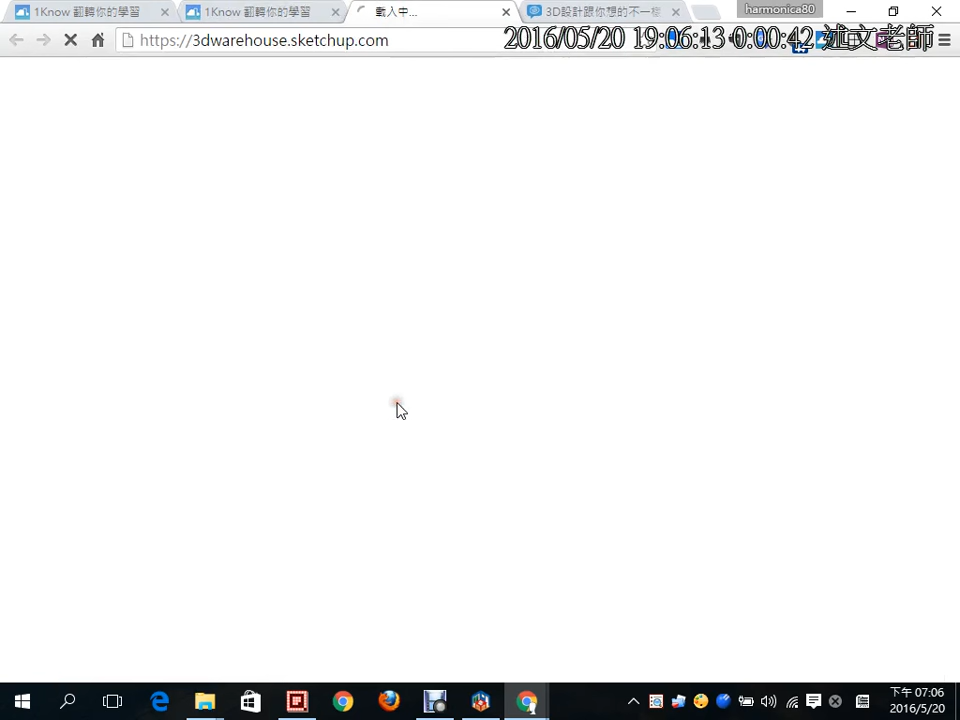 1Know 翻轉你的學習
1Know 翻轉你的學習
載入中...
3D設計跟你想的不一樣
harmonica80
https://3dwarehouse.sketchup.com
2016/05/20 19:06:13 0:00:42 述文老師
下午 07:06
2016/5/20